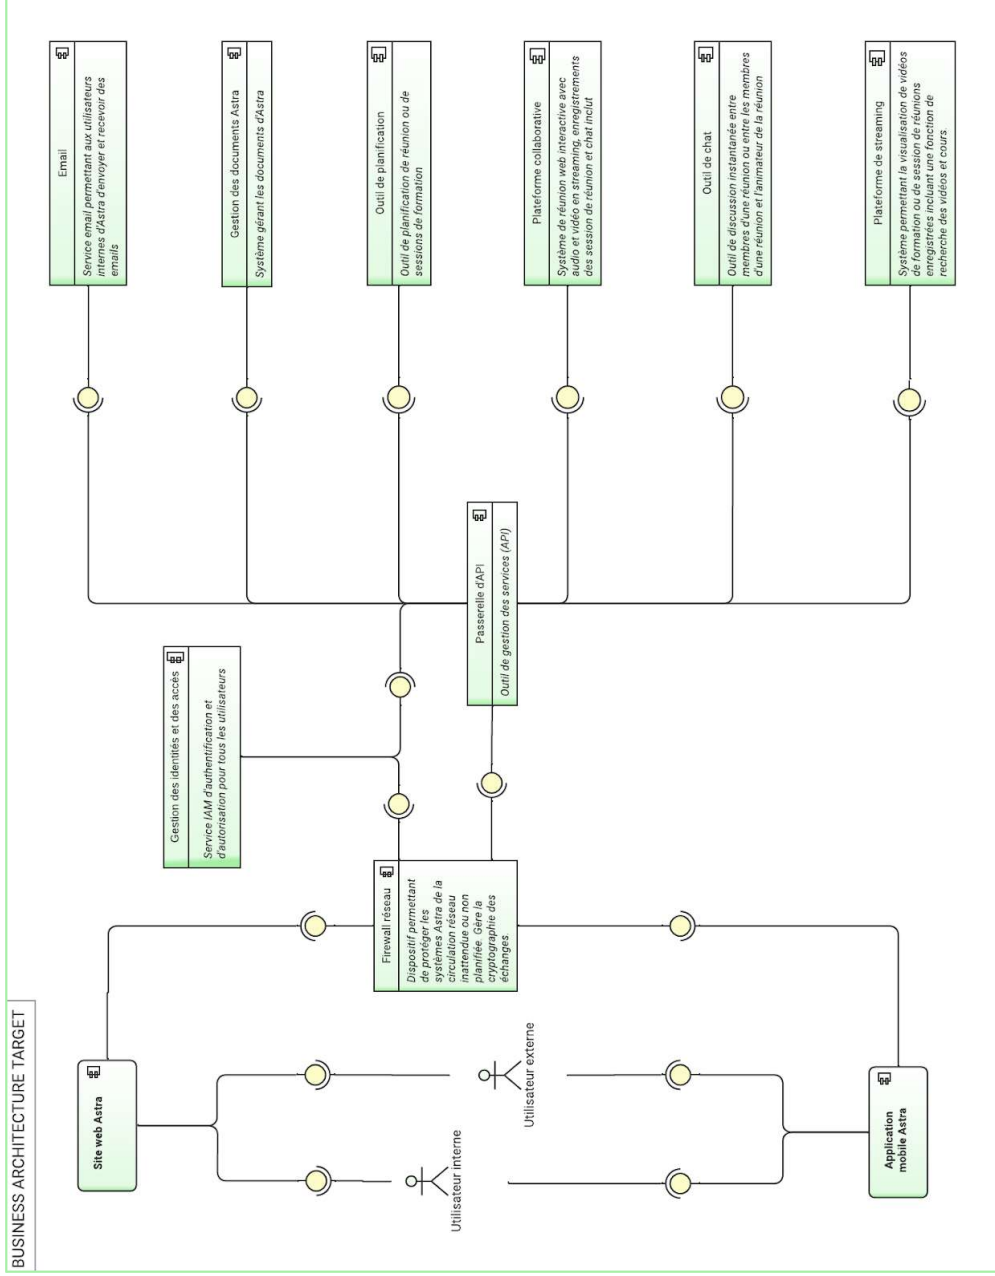 BUSINESS ARCHITECTURE TARGET
Site web Astra
Utilisateur interne
Utilisateur externe
Application
mobile Astra
Firewall réseau
Dispositif permettant
de protéger les
systèmes Astra de la
circulation réseau
inattendue ou non
planifiée. Gère la
cryptographie des
échanges.
Gestion des identités et des accès
Service IAM d'authentification et
d'autorisation pour tous les utilisateurs
Passerelle d'API
Outil de gestion des services (API)
Email
Service email permettant aux utilisateurs
internes d'Astra d'envoyer et recevoir des
emails
Gestion des documents Astra
Système gérant les documents d'Astra
Outil de planification
Outil de planification de réunion ou de
sessions de formation
Plateforme collaborative
Système de réunion web interactive avec
audio et vidéo en streaming, enregistrements
des session de réunion et chat inclut
Outil de chat
Outil de discussion instantanée entre
membres d'une réunion ou entre les membres
d'une réunion et l'animateur de la réunion
Plateforme de streaming
Système permettant la visualisation de vidéos
de formation ou de session de réunions
enregistrées incluant une fonction de
recherche des vidéos et cours.